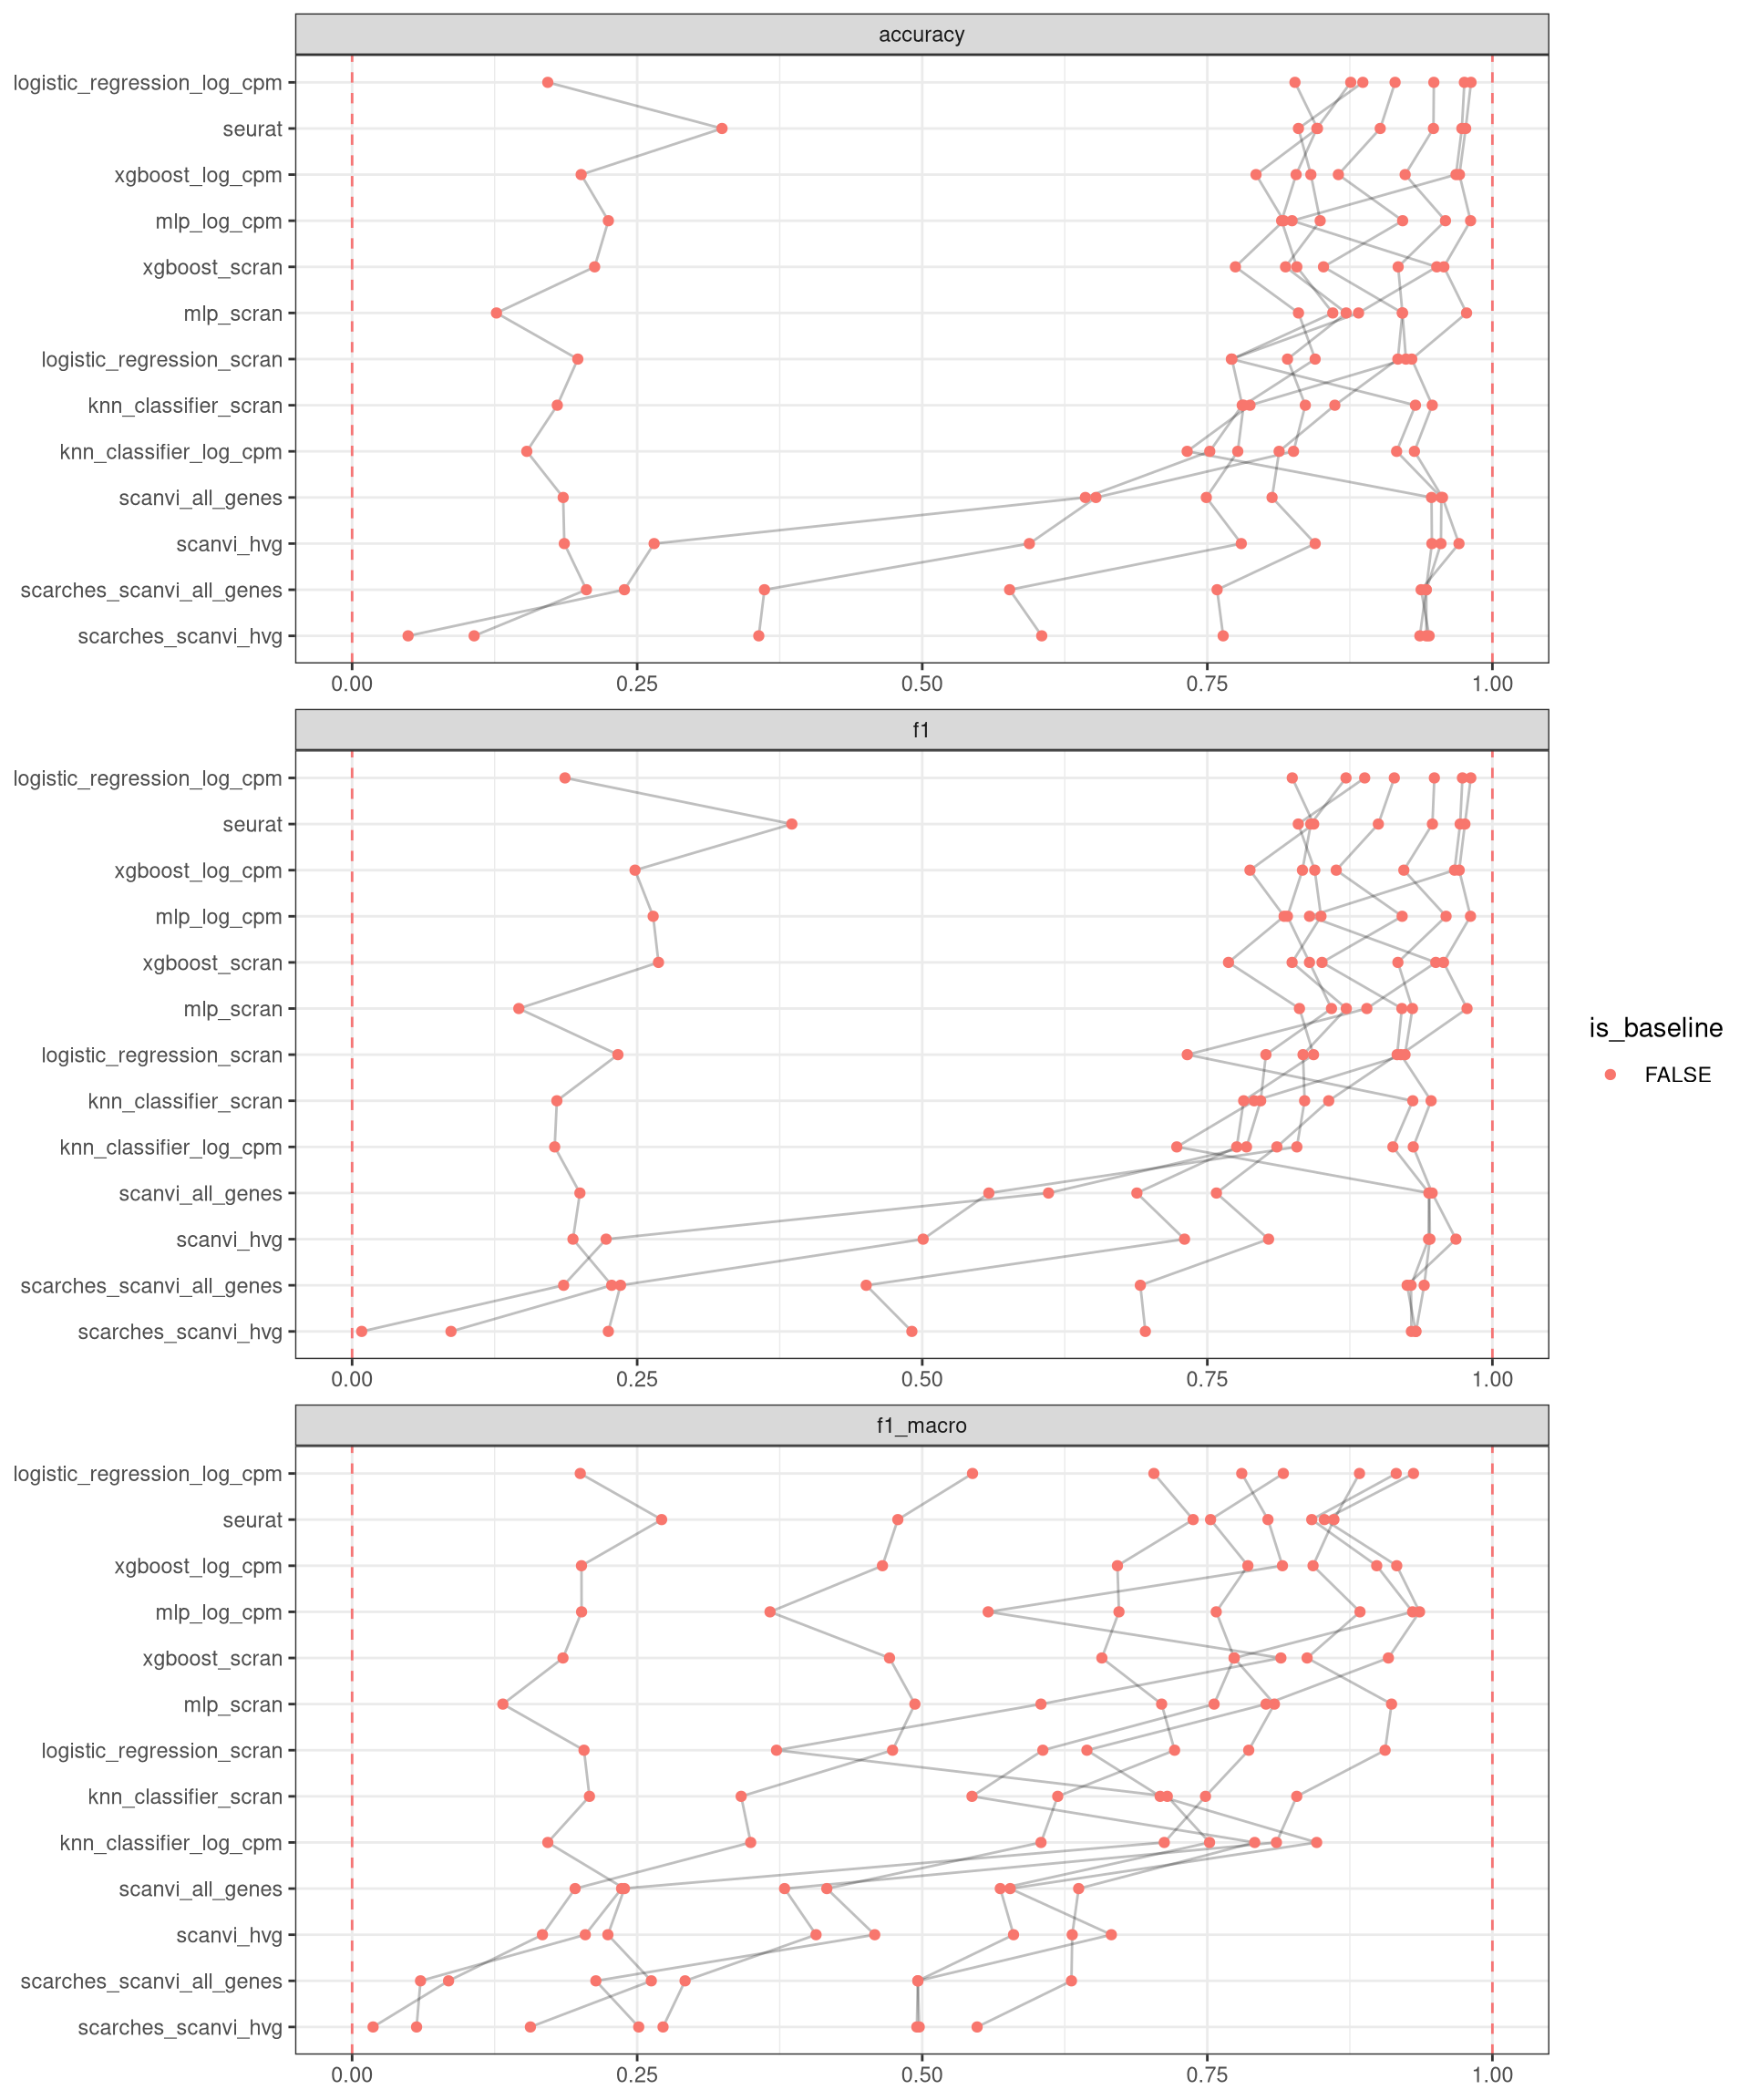 accuracy
logistic_regression_log_cpm
seurat
xgboost_log_cpm
mlp_log_cpm
xgboost_scran
mlp_scran
logistic_regression_scran
knn_classifier_scran
knn_classifier_log_cpm
scanvi_all_genes
scanvi_hvg
scarches_scanvi_all_genes
scarches_scanvi_hvg
0.00 0.25 0.50 0.75 1.00
f1
logistic_regression_log_cpm
seurat
xgboost_log_cpm
mlp_log_cpm
xgboost_scran
mlp_scran
logistic_regression_scran
knn_classifier_scran
knn_classifier_log_cpm
scanvi_all_genes
scanvi_hvg
scarches_scanvi_all_genes
scarches_scanvi_hvg
0.00 0.25 0.50 0.75 1.00
f1_macro
logistic_regression_log_cpm
seurat
xgboost_log_cpm
mlp_log_cpm
xgboost_scran
mlp_scran
logistic_regression_scran
knn_classifier_scran
knn_classifier_log_cpm
scanvi_all_genes
scanvi_hvg
scarches_scanvi_all_genes
scarches_scanvi_hvg
0.00 0.25 0.50 0.75 1.00
is_baseline
FALSE